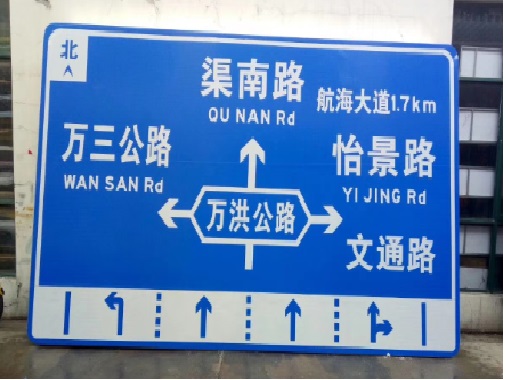 北
渠南路
QU NAN Rd
航海大道1.7km
万三公路
WAN SAN Rd
怡景路
YI JING Rd
万洪公路
文通路